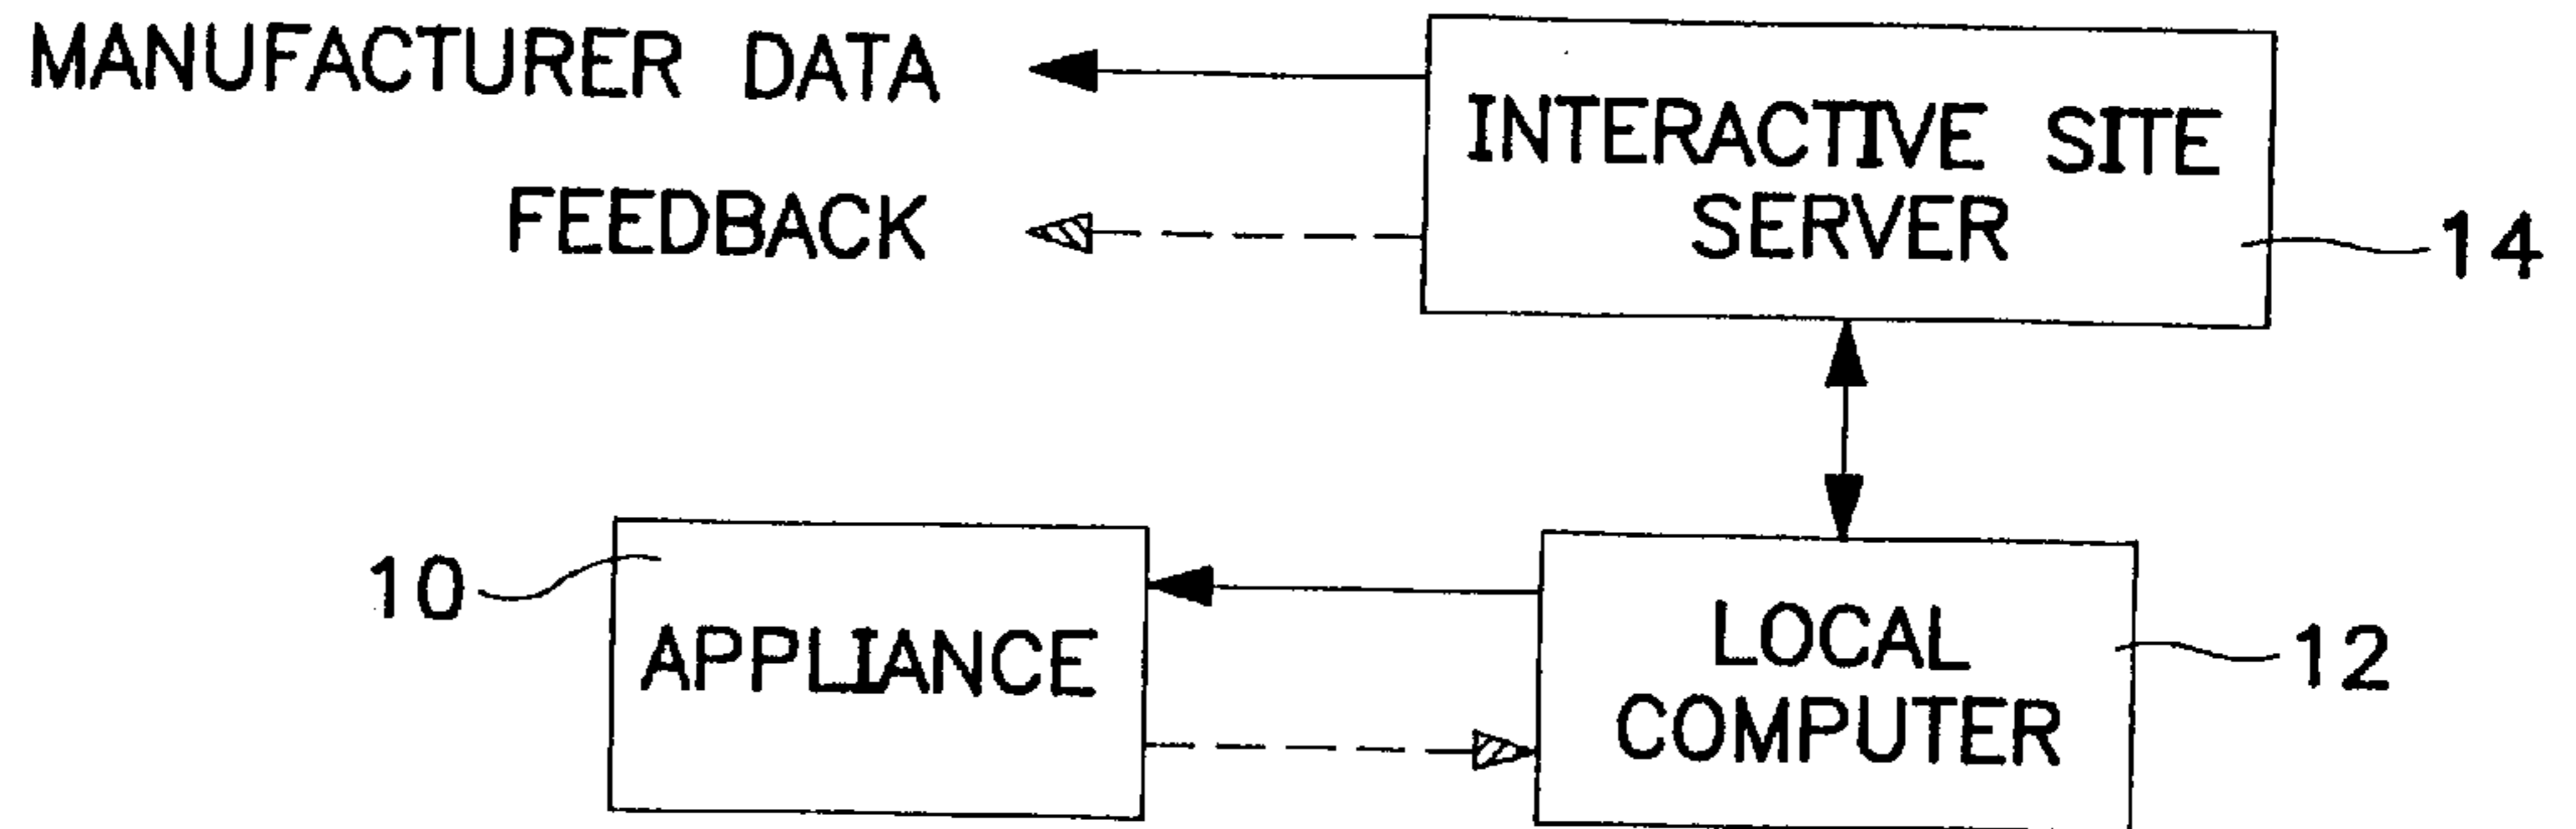 MANUFACTURER DATA
INTERACTIVE SITE
SERVER
FEEDBACK
14
10
APPLIANCE
LOCAL
COMPUTER
12